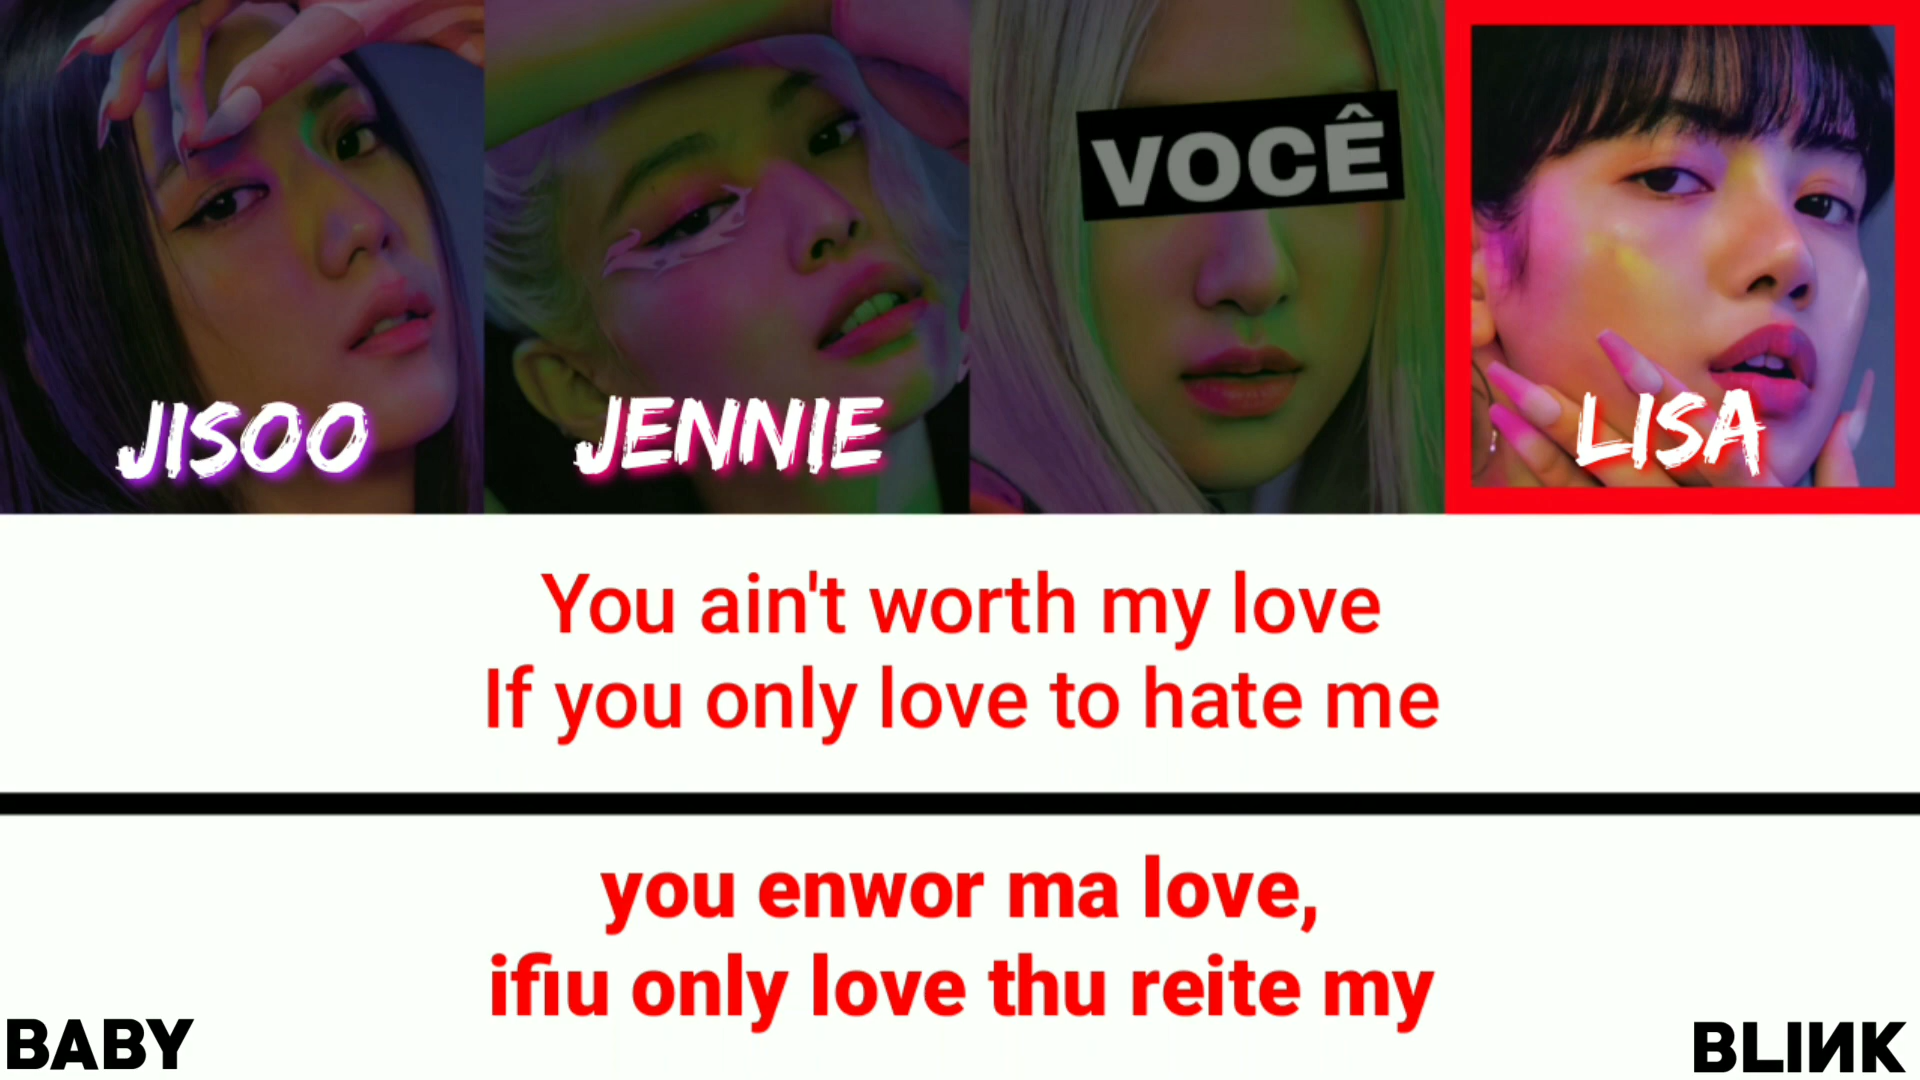 VOCÊ
JISOO
JENNIE
LISA
You ain't worth my love
If you only love to hate me
you enwor ma love,
ifiu only love thu reite my
BABY
BLINK